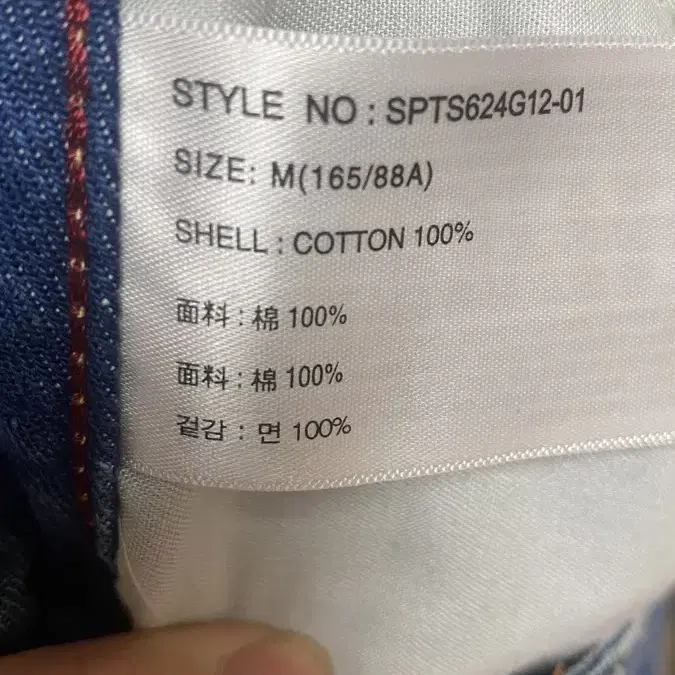 STYLE NO : SPTS624G12-01
SIZE: M(165/88A)
SHELL : COTTON 100%
面料 : 棉 100%
面料 : 棉 100%
겉감 : 면 100%